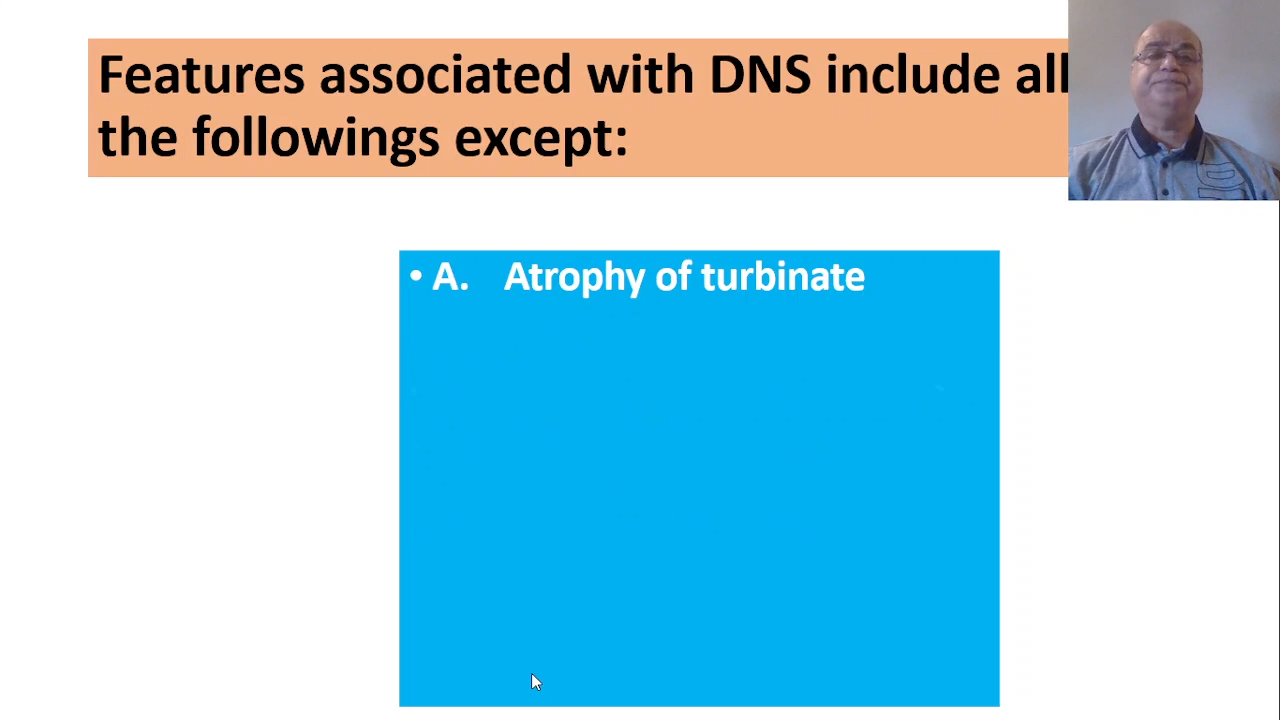 Features associated with DNS include all
the followings except:
• A. Atrophy of turbinate